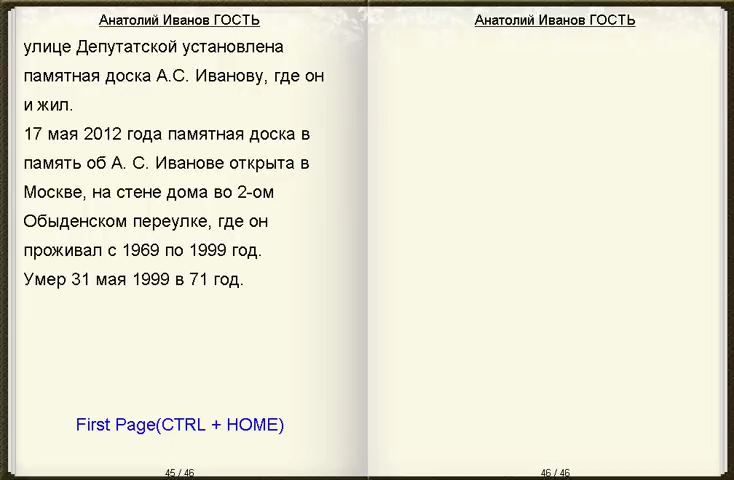 Анатолий Иванов ГОСТЬ
улице Депутатской установлена
памятная доска А.С. Иванову, где он
и жил.
17 мая 2012 года памятная доска в
память об А. С. Иванове открыта в
Москве, на стене дома во 2-ом
Обыденском переулке, где он
проживал с 1969 по 1999 год.
Умер 31 мая 1999 в 71 год.
First Page(CTRL + HOME)
45 / 46
Анатолий Иванов ГОСТЬ
46 / 46